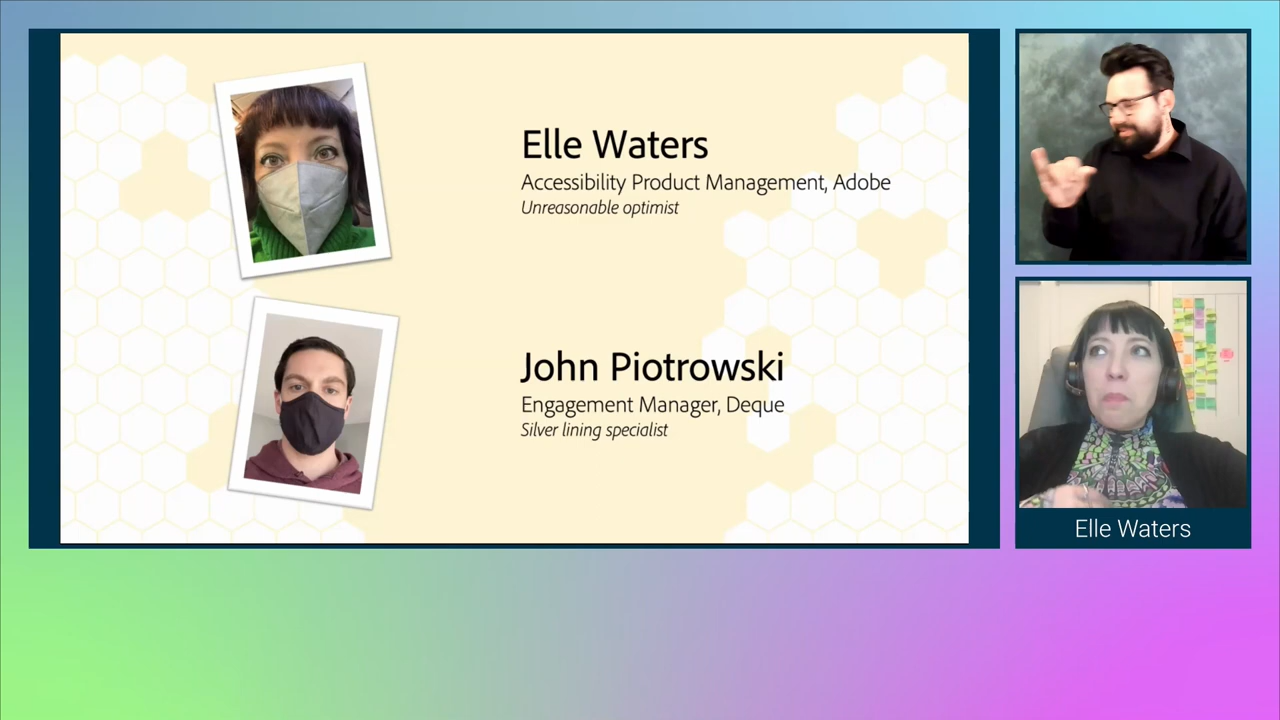 Elle Waters
Accessibility Product Management, Adobe
Unreasonable optimist
John Piotrowski
Engagement Manager, Deque
Silver lining specialist
Elle Waters